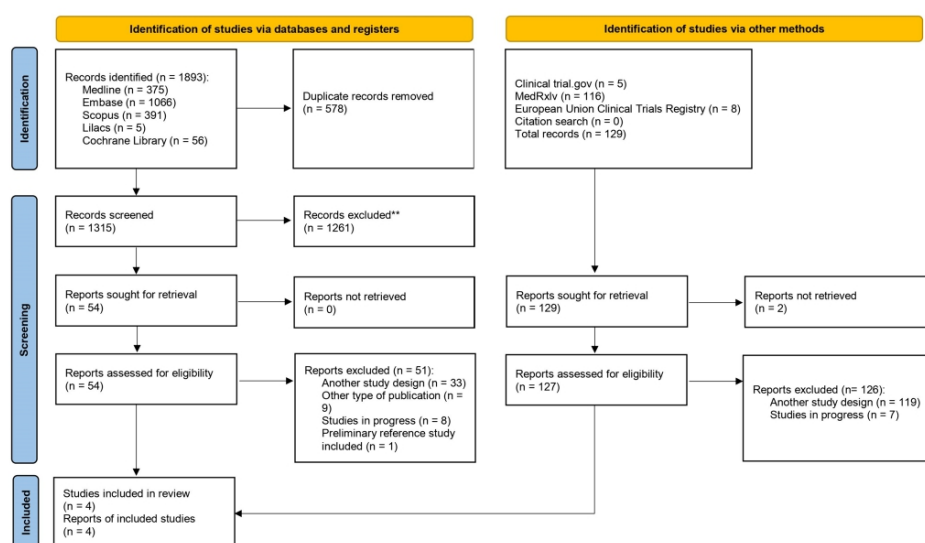 Identification of studies via databases and registers
Identification of studies via other methods
Identification
Records identified (n = 1893):
Medline (n = 375)
Embase (n = 1066)
Scopus (n = 391)
Lilacs (n = 5)
Cochrane Library (n = 56)
Duplicate records removed
(n = 578)
Clinical trial.gov (n = 5)
MedRxIv (n = 116)
European Union Clinical Trials Registry (n = 8)
Citation search (n = 0)
Total records (n = 129)
Screening
Records screened
(n = 1315)
Records excluded**
(n = 1261)
Reports sought for retrieval
(n = 54)
Reports not retrieved
(n = 0)
Reports sought for retrieval
(n = 129)
Reports not retrieved
(n = 2)
Reports assessed for eligibility
(n = 54)
Reports excluded (n = 51):
Another study design (n = 33)
Other type of publication (n =
9)
Studies in progress (n = 8)
Preliminary reference study
included (n = 1)
Reports assessed for eligibility
(n = 127)
Reports excluded (n= 126):
Another study design (n = 119)
Studies in progress (n = 7)
Included
Studies included in review
(n = 4)
Reports of included studies
(n = 4)